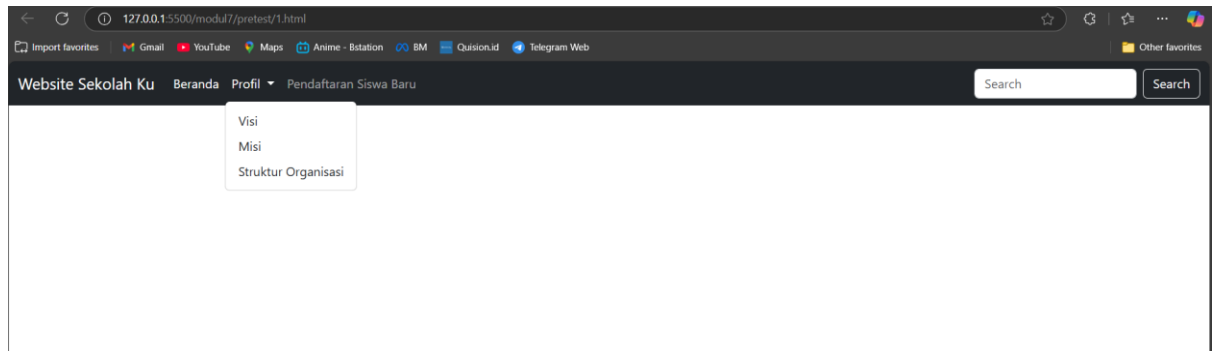 127.0.0.1:5500/modul7/pretest/1.html
Import favorites Gmail YouTube Maps Anime - Bstation BM Quision.id Telegram Web Other favorites
Website Sekolah Ku Beranda Profil Pendaftaran Siswa Baru Search Search
Visi
Misi
Struktur Organisasi